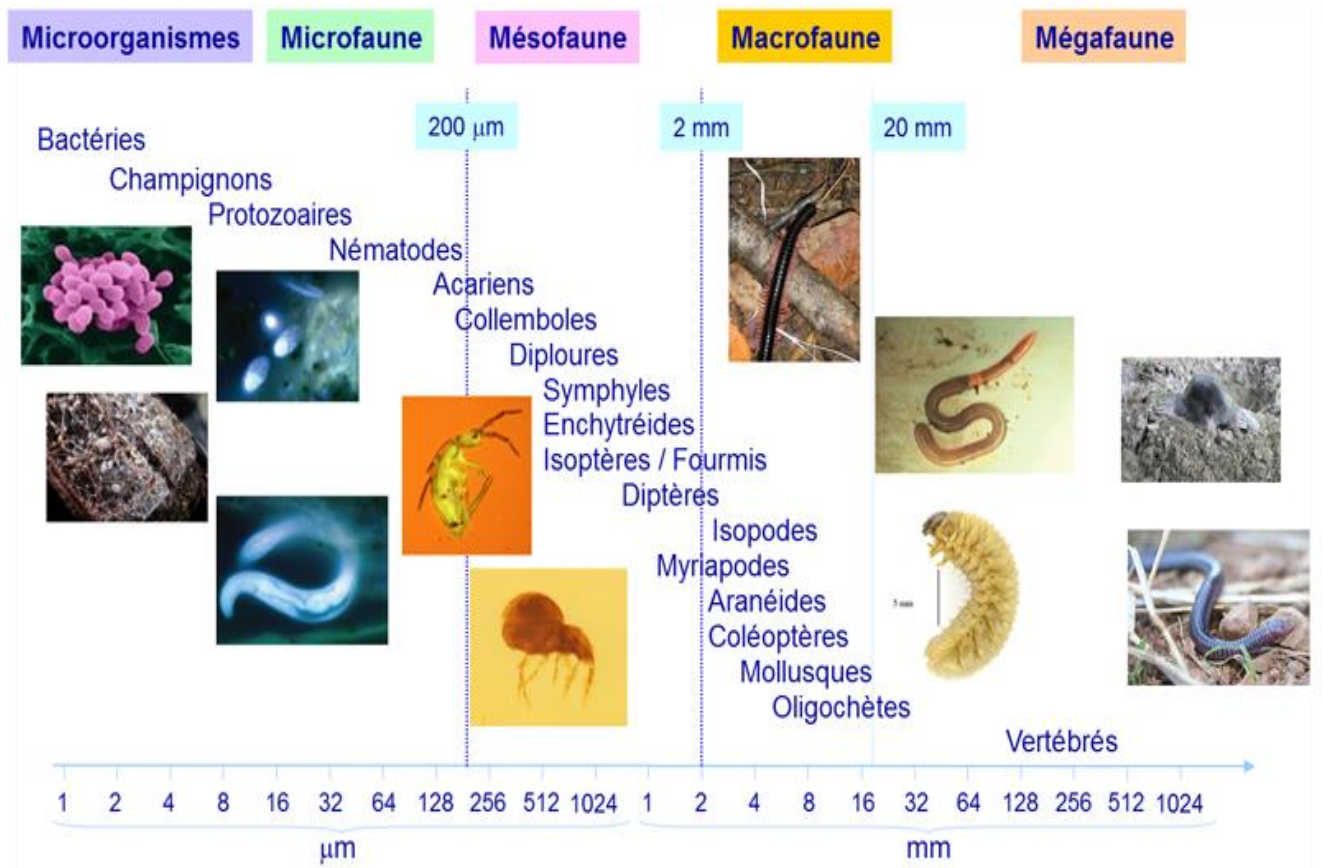 Microorganismes Microfaune Mésofaune Macrofaune Mégafaune
200 μm 2 mm 20 mm
Bactéries
Champignons
Protozoaires
Nématodes
Acariens
Collemboles
Diploures
Symphyles
Enchytréides
Isoptères / Fourmis
Diptères
Isopodes
Myriapodes
Aranéides
5 mm
Coléoptères
Mollusques
Oligochètes
Vertébrés
1 2 4 8 16 32 64 128 256 512 1024 1 2 4 8 16 32 64 128 256 512 1024
μm mm